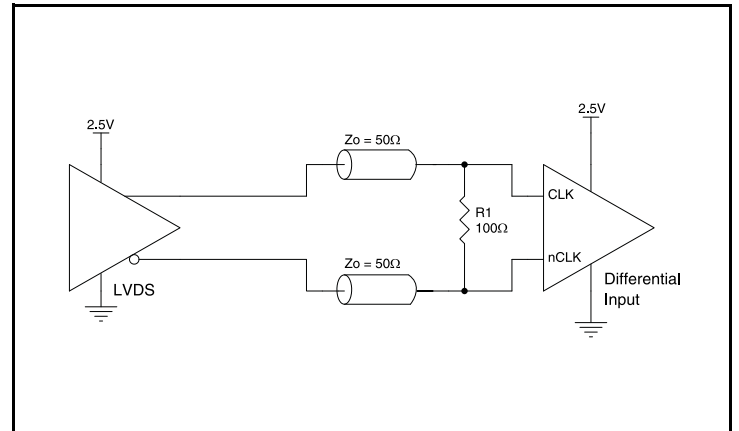 2.5V
2.5V
Zo = 50Ω
CLK
R1
100Ω
Zo = 50Ω
nCLK
LVDS
Differential
Input